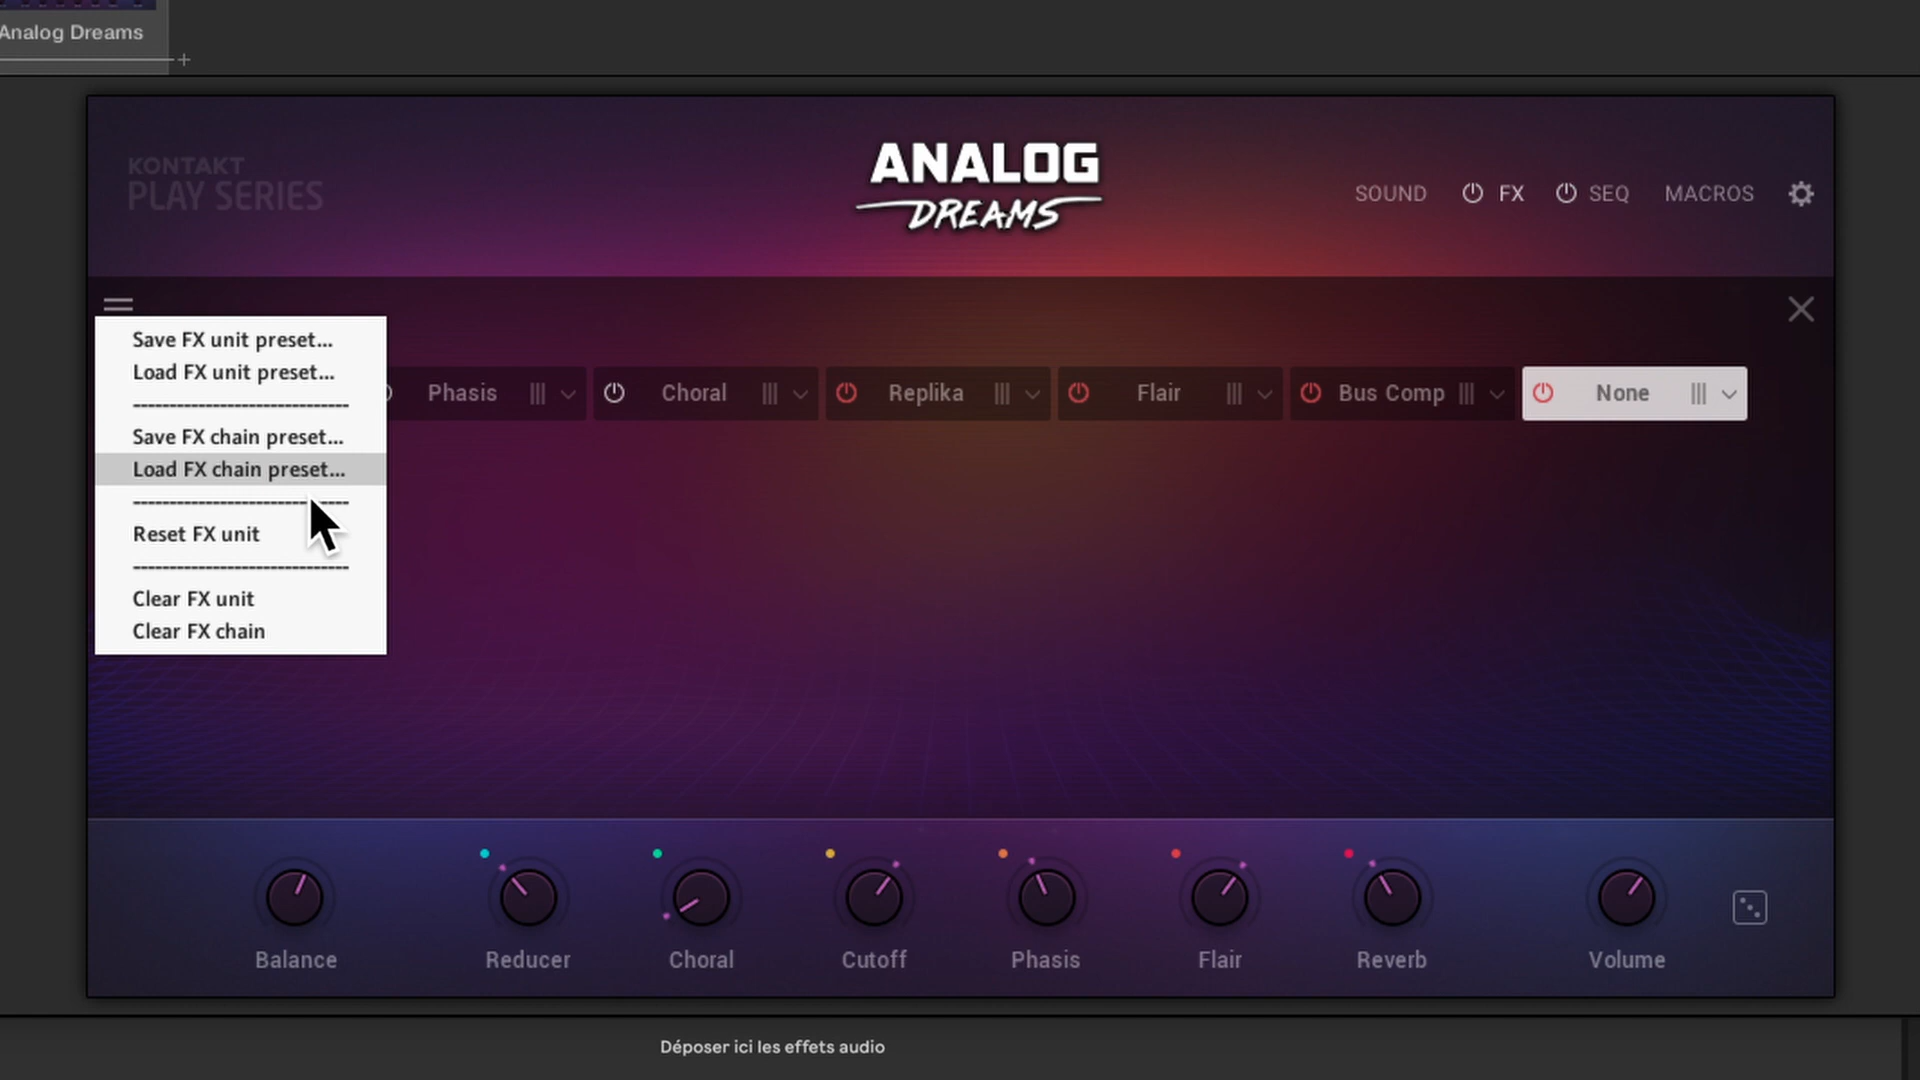 Analog Dreams
+
KONTAKT
PLAY SERIES
ANALOG
DREAMS
SOUND FX SEQ MACROS
Save FX unit preset...
Load FX unit preset...
------------------------------
Save FX chain preset...
Load FX chain preset...
------------------------------
Reset FX unit
------------------------------
Clear FX unit
Clear FX chain
Phasis Choral Replika Flair Bus Comp None
Balance Reducer Choral Cutoff Phasis Flair Reverb Volume
Déposer ici les effets audio